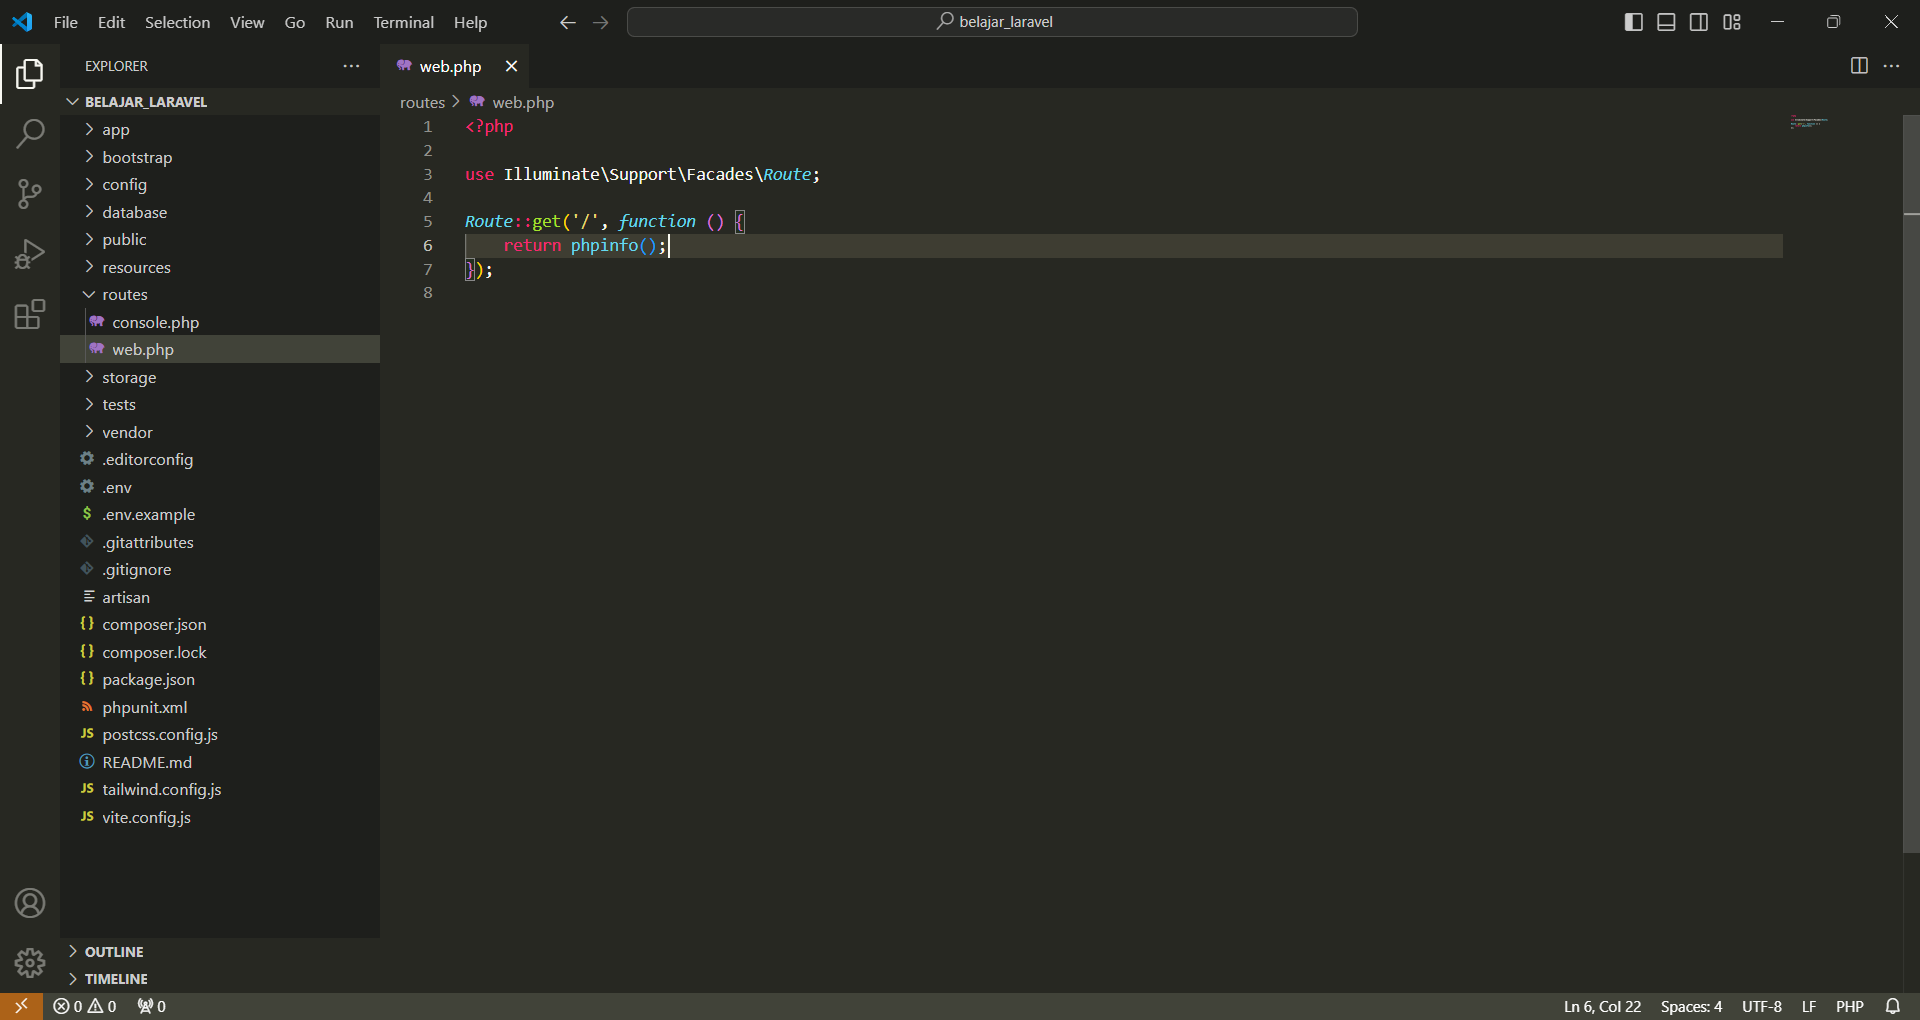 File Edit Selection View Go Run Terminal Help
belajar_laravel
EXPLORER
BELAJAR_LARAVEL
app
bootstrap
config
database
public
resources
routes
console.php
web.php
storage
tests
vendor
.editorconfig
.env
$ .env.example
.gitattributes
.gitignore
artisan
{} composer.json
{} composer.lock
{} package.json
phpunit.xml
JS postcss.config.js
README.md
JS tailwind.config.js
JS vite.config.js
OUTLINE
TIMELINE
web.php
routes > web.php
1 <?php
2
3 use Illuminate\Support\Facades\Route;
4
5 Route::get('/', function () {
6     return phpinfo();
7 });
8
0 0 0
Ln 6, Col 22 Spaces: 4 UTF-8 LF PHP